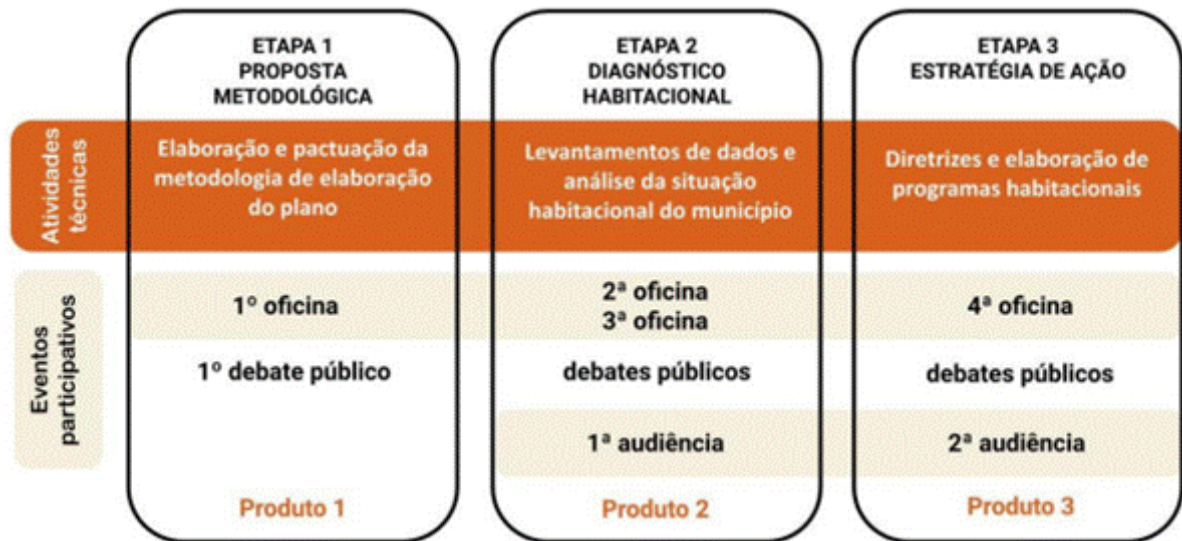 ETAPA 1
PROPOSTA
METODOLÓGICA
ETAPA 2
DIAGNÓSTICO
HABITACIONAL
ETAPA 3
ESTRATÉGIA DE AÇÃO
Atividades
técnicas
Elaboração e pactuação da
metodologia de elaboração
do plano
Levantamentos de dados e
análise da situação
habitacional do município
Diretrizes e elaboração de
programas habitacionais
Eventos
participativos
1º oficina
2ª oficina
3ª oficina
4ª oficina
1º debate público
debates públicos
debates públicos
1ª audiência
2ª audiência
Produto 1
Produto 2
Produto 3